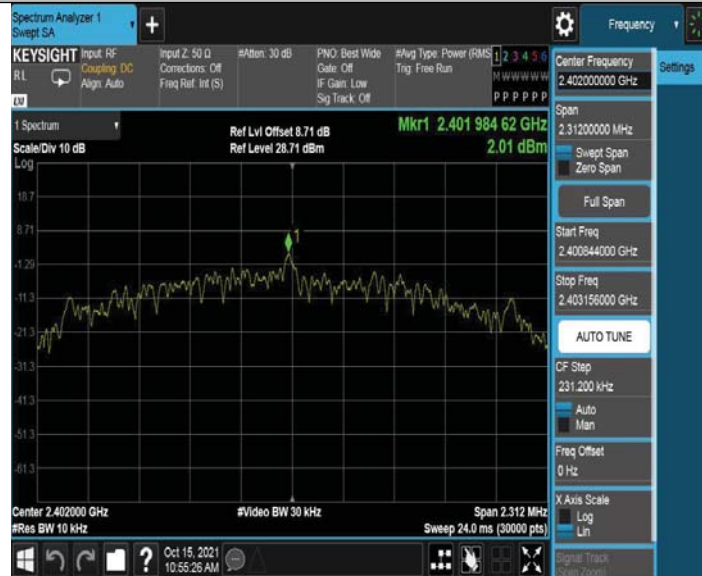 Spectrum Analyzer 1
Swept SA
+
Frequency
KEYSIGHT
RL
LXI
Input: RF
Coupling: DC
Align: Auto
Input Z: 50 Ω
Corrections: Off
Freq Ref: Int (S)
#Atten: 30 dB
PNO: Best Wide
Gate: Off
IF Gain: Low
Sig Track: Off
#Avg Type: Power (RMS
Trig: Free Run
1 2 3 4 5 6
M W W W W W
P P P P P P
1 Spectrum
Scale/Div 10 dB
Log
Ref Lvl Offset 8.71 dB
Ref Level 28.71 dBm
Mkr1 2.401 984 62 GHz
2.01 dBm
18.7
8.71
-1.29
-11.3
-21.3
-31.3
-41.3
-51.3
-61.3
1
Center 2.402000 GHz
#Res BW 10 kHz
#Video BW 30 kHz
Span 2.312 MHz
Sweep 24.0 ms (30000 pts)
Oct 15, 2021
10:55:26 AM
?
Center Frequency
2.402000000 GHz
Settings
Span
2.31200000 MHz
Swept Span
Zero Span
Full Span
Start Freq
2.400844000 GHz
Stop Freq
2.403156000 GHz
AUTO TUNE
CF Step
231.200 kHz
Auto
Man
Freq Offset
0 Hz
X Axis Scale
Log
Lin
Signal Track
(Span Zoom)